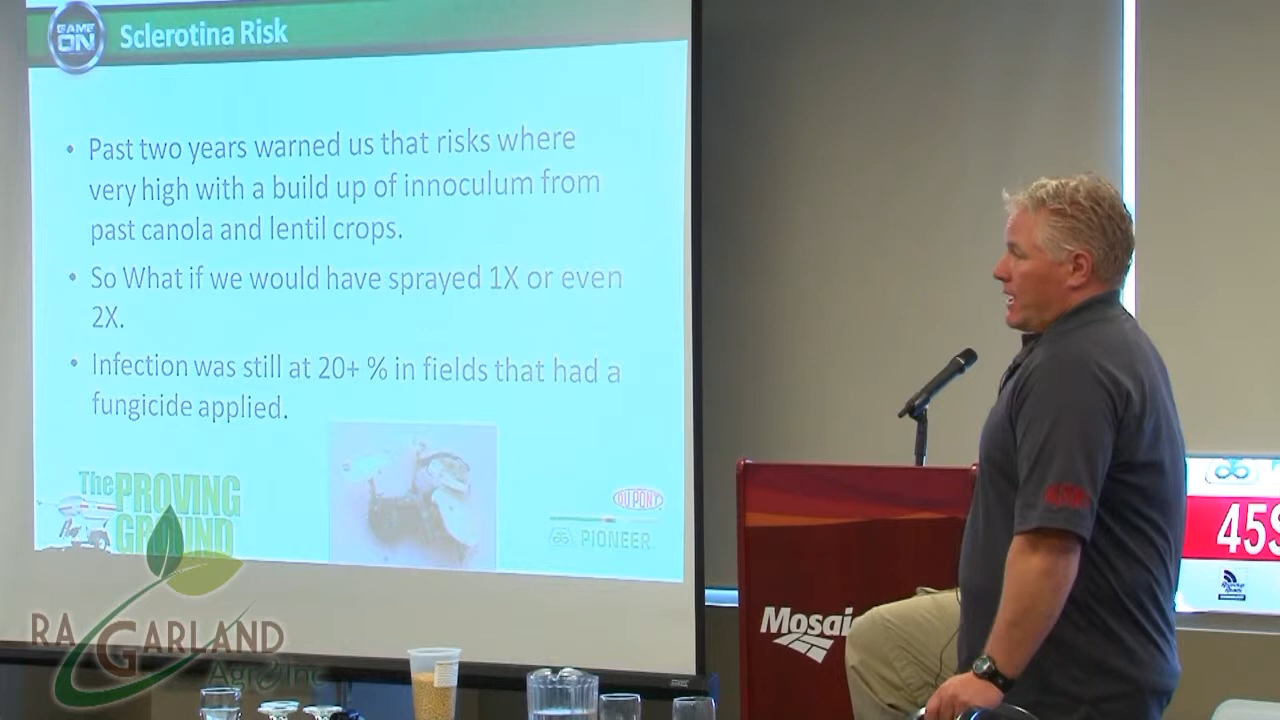 GAME ON
Sclerotina Risk
• Past two years warned us that risks where
very high with a build up of innoculum from
past canola and lentil crops.
• So What if we would have sprayed 1X or even
2X.
• Infection was still at 20+ % in fields that had a
fungicide applied.
The PROVING
GROUND
DUPONT
PIONEER
RA GARLAND
Agro Inc
Mosaic
45S
Roundup
Ready